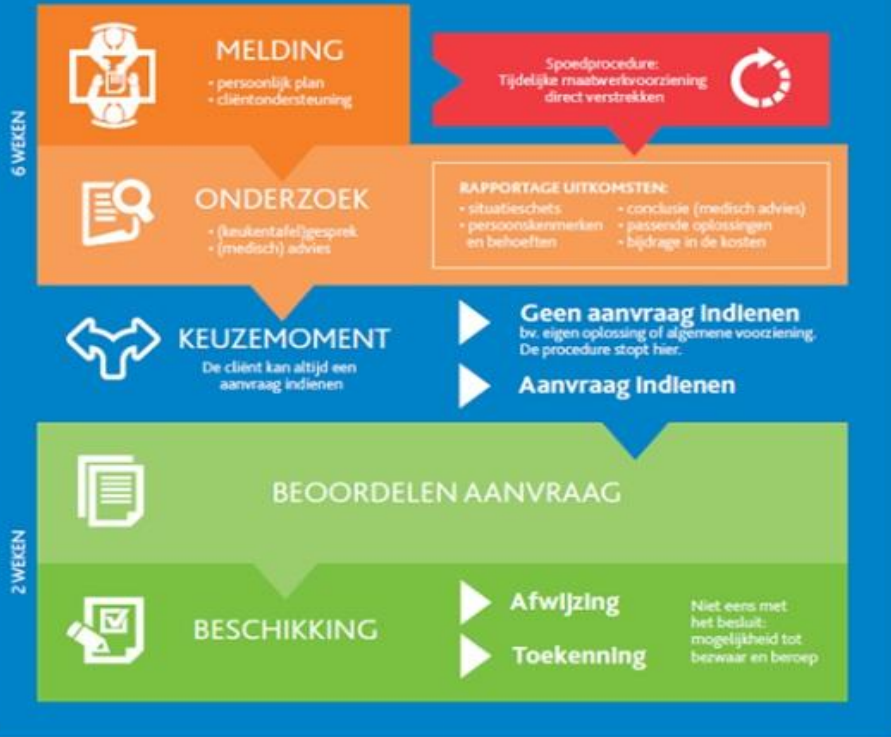 6 WEKEN
MELDING
• persoonlijk plan
• cliëntondersteuning
Spoedprocedure:
Tijdelijke maatwerkvoorziening
direct verstrekken
ONDERZOEK
• (keukentafel)gesprek
• (medisch) advies
RAPPORTAGE UITKOMSTEN:
• situatieschets
• persoonskenmerken
en behoeften
• conclusie (medisch advies)
• passende oplossingen
• bijdrage in de kosten
KEUZEMOMENT
De cliënt kan altijd een
aanvraag indienen
Geen aanvraag indienen
bv. eigen oplossing of algemene voorziening.
De procedure stopt hier.
Aanvraag indienen
2 WEKEN
BEOORDELEN AANVRAAG
BESCHIKKING
Afwijzing
Toekenning
Niet eens met
het besluit:
mogelijkheid tot
bezwaar en beroep